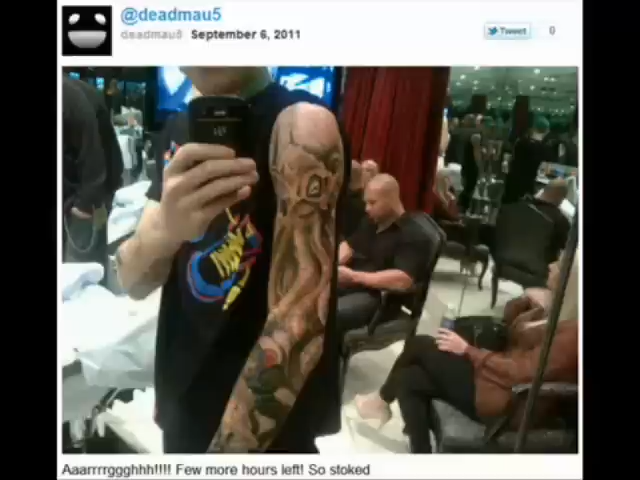 @deadmau5
deadmau5 September 6, 2011
Tweet 0
Aaarrrrggghhh!!!! Few more hours left! So stoked